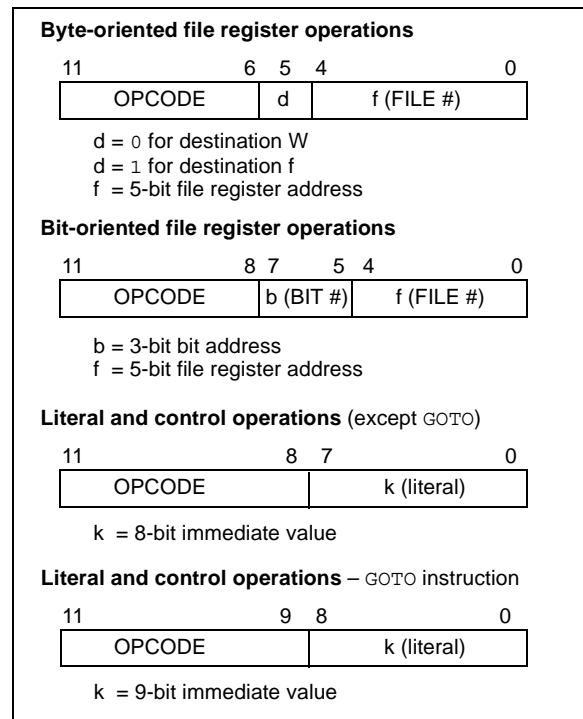 Byte-oriented file register operations
11 6 5 4 0
OPCODE d f (FILE #)
d = 0 for destination W
d = 1 for destination f
f = 5-bit file register address
Bit-oriented file register operations
11 8 7 5 4 0
OPCODE b (BIT #) f (FILE #)
b = 3-bit bit address
f = 5-bit file register address
Literal and control operations (except GOTO)
11 8 7 0
OPCODE k (literal)
k = 8-bit immediate value
Literal and control operations – GOTO instruction
11 9 8 0
OPCODE k (literal)
k = 9-bit immediate value